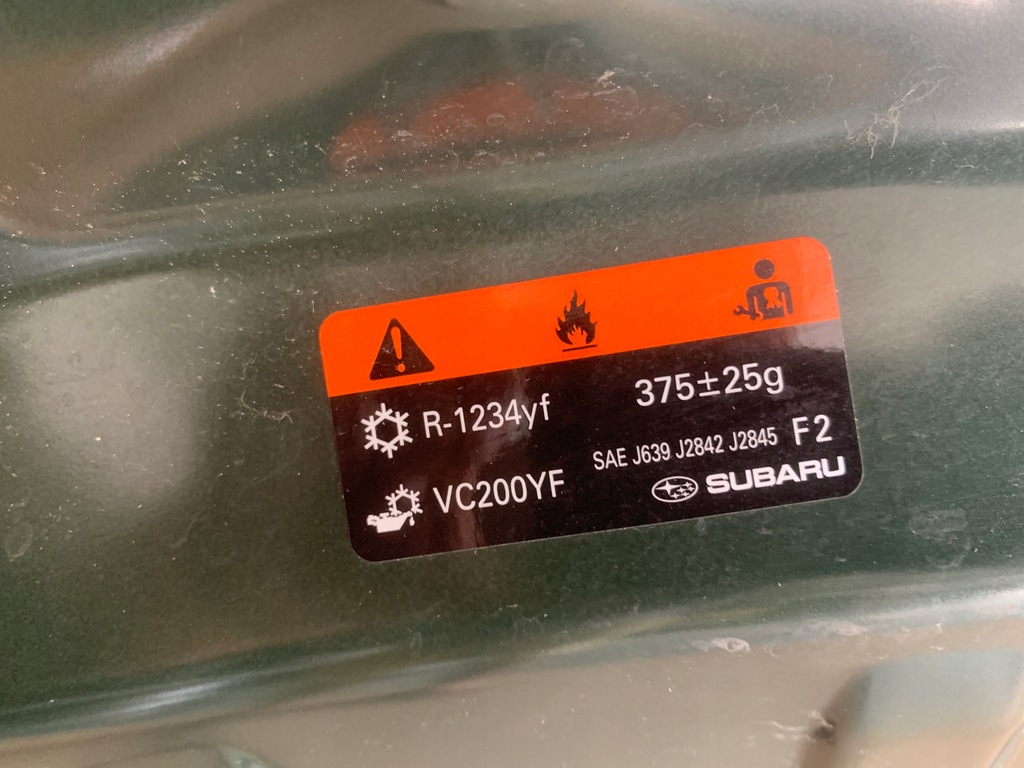 R-1234yf 375±25g
VC200YF SAE J639 J2842 J2845 F2
SUBARU